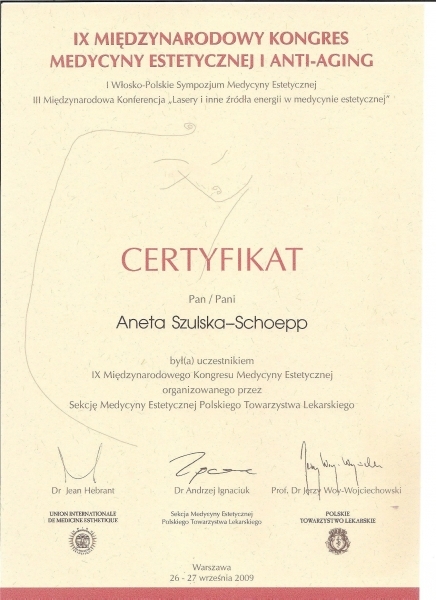 IX MIĘDZYNARODOWY KONGRES
MEDYCYNY ESTETYCZNEJ I ANTI-AGING
I Włosko-Polskie Sympozjum Medycyny Estetycznej
III Międzynarodowa Konferencja „Lasery i inne źródła energii w medycynie estetycznej"
CERTYFIKAT
Pan / Pani
Aneta Szulska-Schoepp
był(a) uczestnikiem
IX Międzynarodowego Kongresu Medycyny Estetycznej
organizowanego przez
Sekcję Medycyny Estetycznej Polskiego Towarzystwa Lekarskiego
Dr Jean Hebrant
Dr Andrzej Ignaciuk
Prof. Dr Jerzy Woy-Wojciechowski
UNION INTERNATIONALE
DE MEDECINE ESTHETIQUE
Sekcja Medycyny Estetycznej
Polskiego Towarzystwa Lekarskiego
POLSKIE
TOWARZYSTWO LEKARSKIE
Warszawa
26 - 27 września 2009